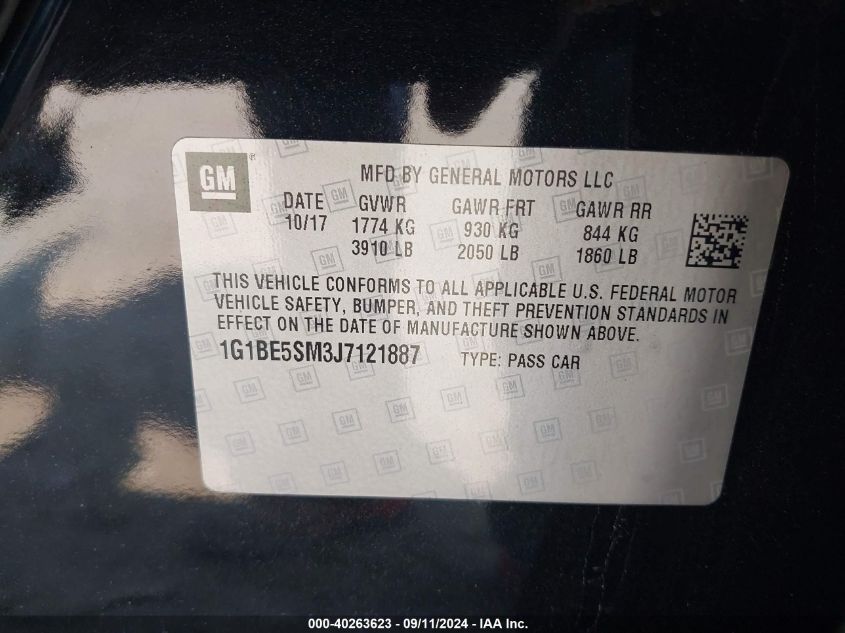 GM ®
MFD BY GENERAL MOTORS LLC
DATE GVWR GAWR FRT GAWR RR
10/17 1774 KG 930 KG 844 KG
3910 LB 2050 LB 1860 LB
THIS VEHICLE CONFORMS TO ALL APPLICABLE U.S. FEDERAL MOTOR
VEHICLE SAFETY, BUMPER, AND THEFT PREVENTION STANDARDS IN
EFFECT ON THE DATE OF MANUFACTURE SHOWN ABOVE.
1G1BE5SM3J7121887 TYPE: PASS CAR
000-40263623 - 09/11/2024 - IAA Inc.